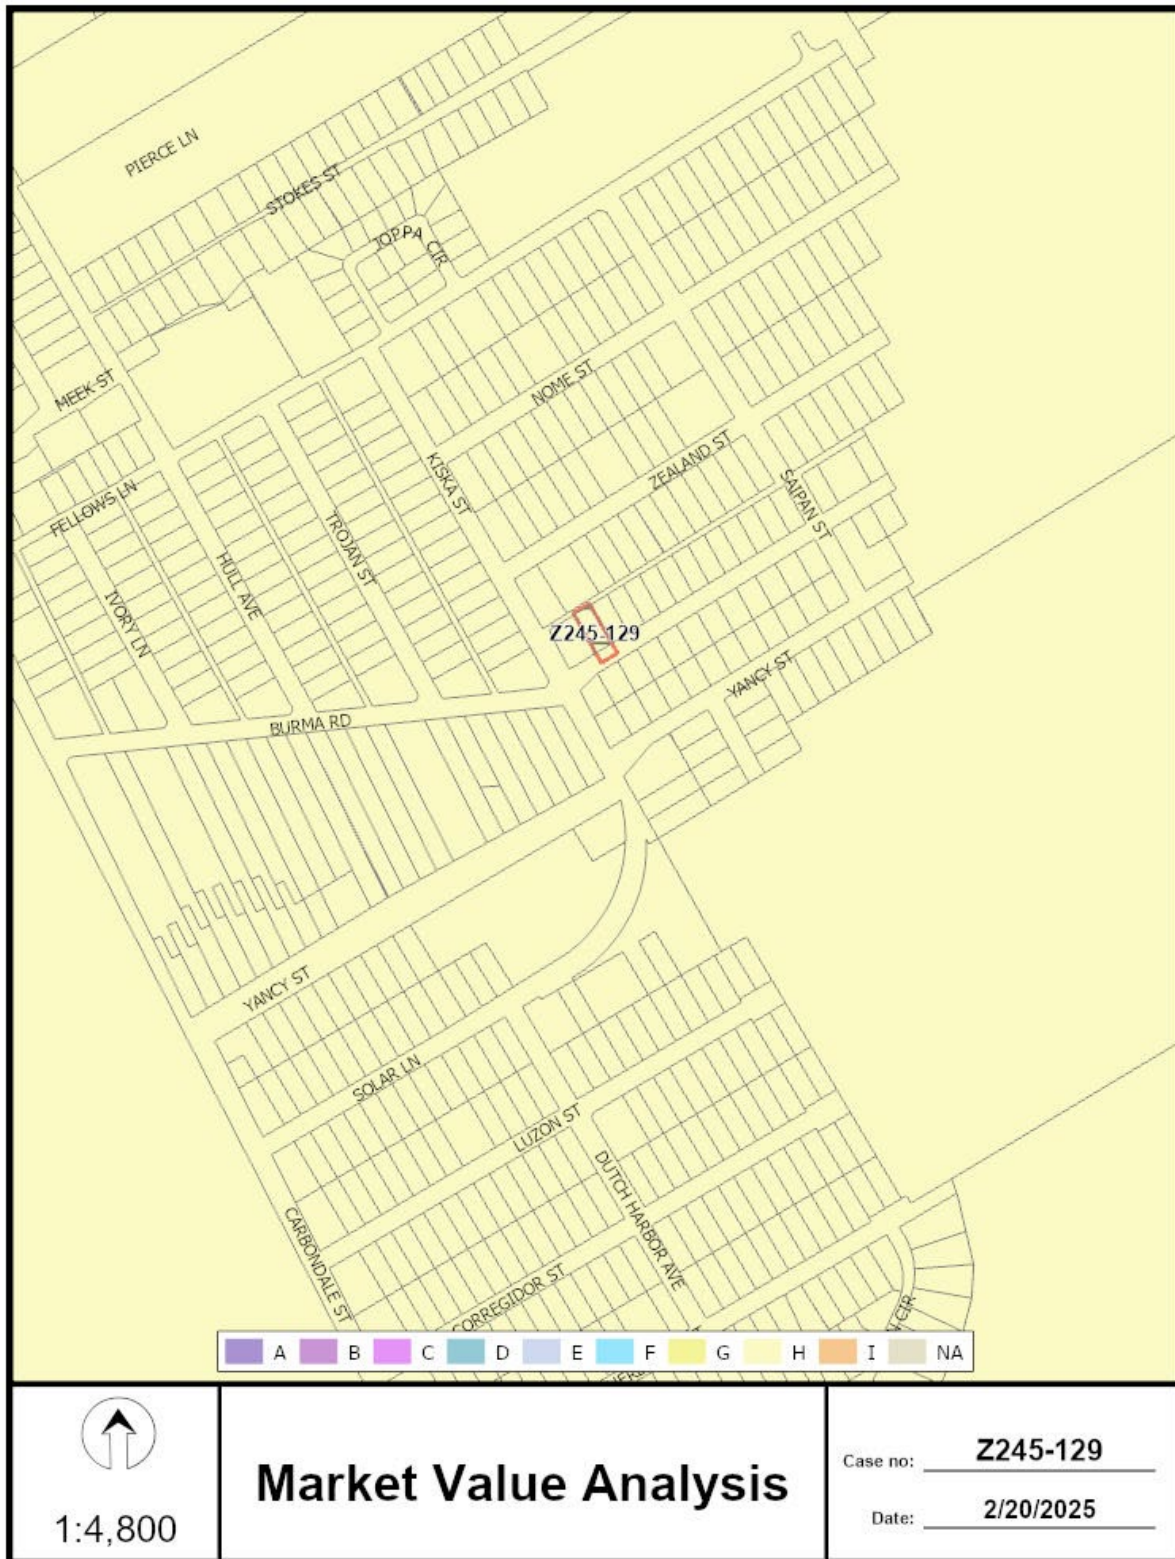 PIERCE LN
STOKES ST
JOPPA CIR
MEEK ST
NOME ST
KISKA ST
ZEALAND ST
SAIPAN ST
FELLOWS LN
TROJAN ST
HULL AVE
IVORY LN
Z245-129
YANCY ST
BURMA RD
YANCY ST
SOLAR LN
LUZON ST
DUTCH HARBOR AVE
CARBONDALE ST
CORREGIDOR ST
N CIR
A B C D E F G H I NA
1:4,800
Market Value Analysis
Case no: Z245-129
Date: 2/20/2025